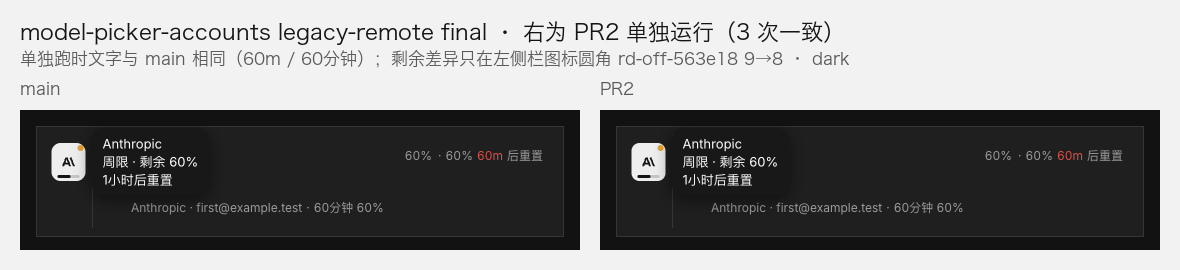 model-picker-accounts legacy-remote final · 右为 PR2 单独运行（3 次一致）
单独跑时文字与 main 相同（60m / 60分钟）；剩余差异只在左侧栏图标圆角 rd-off-563e18 9→8 · dark
main
PR2
A\
Anthropic
周限 · 剩余 60%
1小时后重置
60% · 60% 60m 后重置
Anthropic · first@example.test · 60分钟 60%
A\
Anthropic
周限 · 剩余 60%
1小时后重置
60% · 60% 60m 后重置
Anthropic · first@example.test · 60分钟 60%